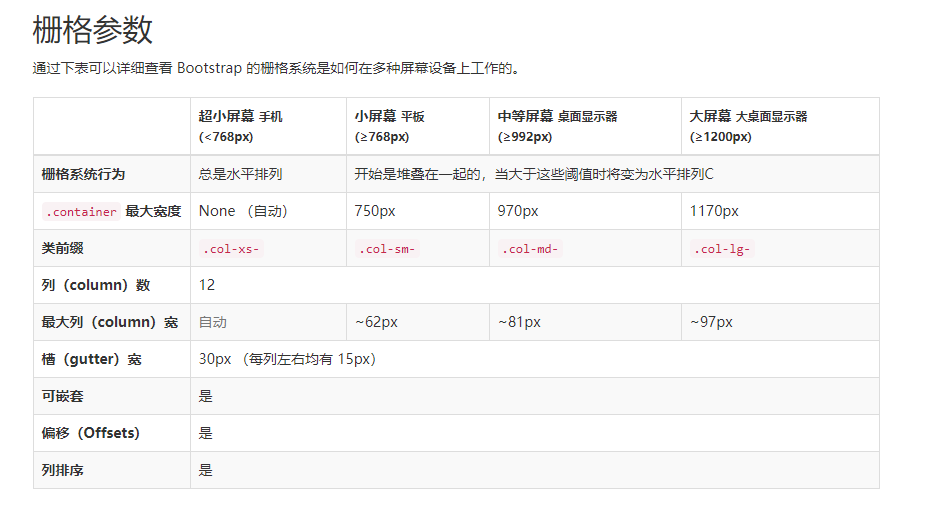 栅格参数
通过下表可以详细查看 Bootstrap 的栅格系统是如何在多种屏幕设备上工作的。
超小屏幕 手机 (<768px) 小屏幕 平板 (≥768px) 中等屏幕 桌面显示器 (≥992px) 大屏幕 大桌面显示器 (≥1200px)
栅格系统行为 总是水平排列 开始是堆叠在一起的，当大于这些阈值时将变为水平排列C
.container 最大宽度 None （自动） 750px 970px 1170px
类前缀 .col-xs- .col-sm- .col-md- .col-lg-
列（column）数 12
最大列（column）宽 自动 ~62px ~81px ~97px
槽（gutter）宽 30px （每列左右均有 15px）
可嵌套 是
偏移（Offsets） 是
列排序 是